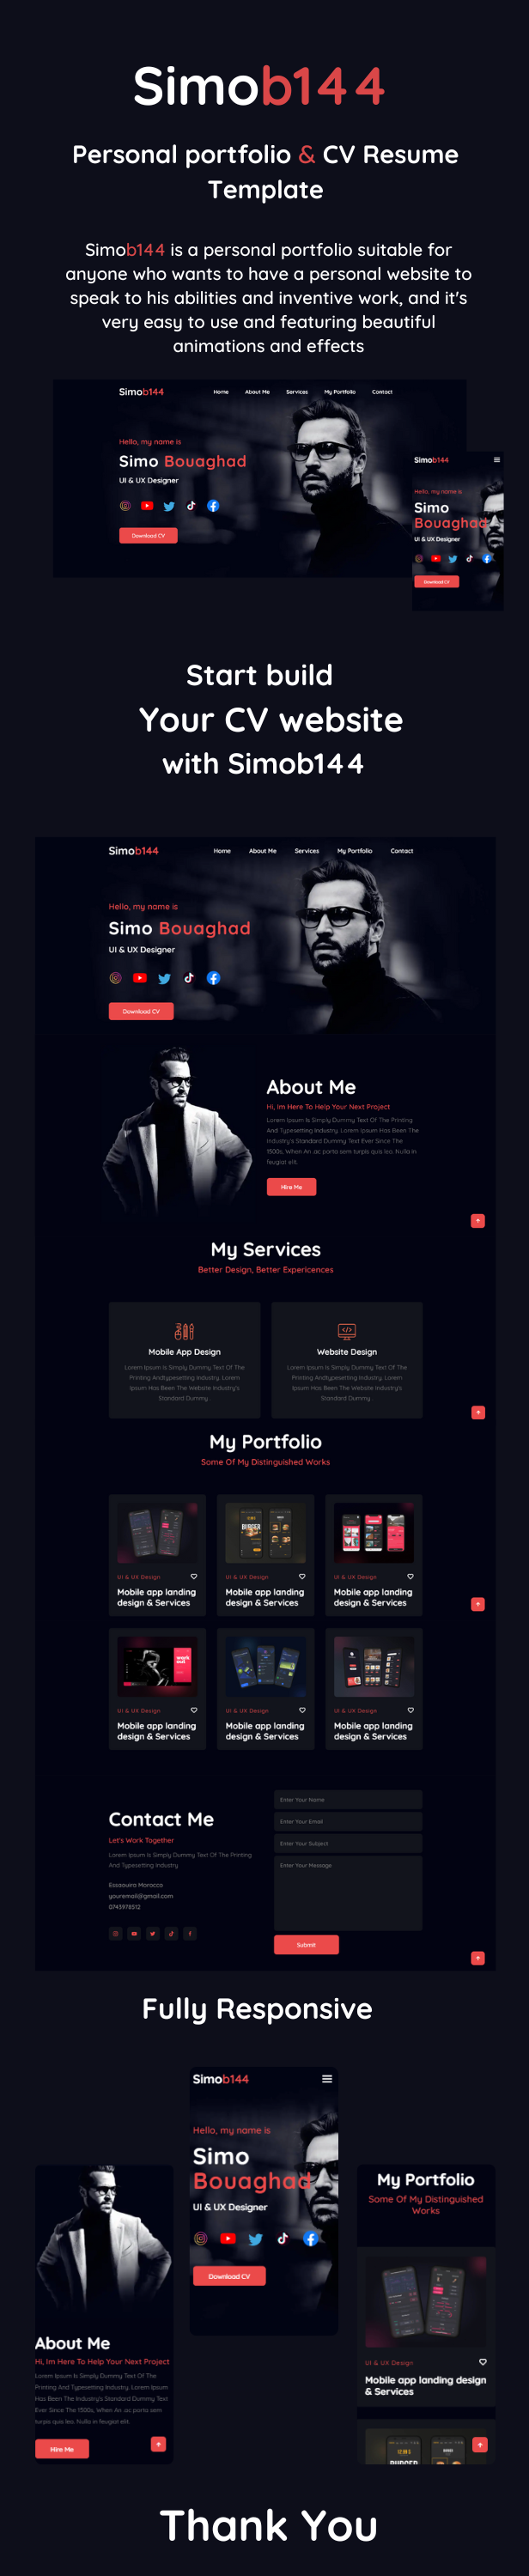 Simob144
Personal portfolio & CV Resume
Template
Simob144 is a personal portfolio suitable for
anyone who wants to have a personal website to
speak to his abilities and inventive work, and it's
very easy to use and featuring beautiful
animations and effects
Simob144
Home About Me Services My Portfolio Contact
Hello, my name is
Simo Bouaghad
UI & UX Designer
Download CV
Simob144
Hello, my name is
Simo
Bouaghad
UI & UX Designer
Download CV
Start build
Your CV website
with Simob144
Simob144
Home About Me Services My Portfolio Contact
Hello, my name is
Simo Bouaghad
UI & UX Designer
Download CV
About Me
Hi, Im Here To Help Your Next Project
Lorem Ipsum Is Simply Dummy Text Of The Printing
And Typesetting Industry. Lorem Ipsum Has Been The
Industry's Standard Dummy Text Ever Since The
1500s, When An .ac porta sem turpis quis leo. Nulla in
feugiat elit.
Hire Me
My Services
Better Design, Better Expericences
Mobile App Design
Lorem Ipsum Is Simply Dummy Text Of The
Printing Andtypesetting Industry. Lorem
Ipsum Has Been The Website Industry's
Standard Dummy
Website Design
Lorem Ipsum Is Simply Dummy Text Of The
Printing Andtypesetting Industry. Lorem
Ipsum Has Been The Website Industry's
Standard Dummy
My Portfolio
Some Of My Distinguished Works
BURGER
UI & UX Design
Mobile app landing
design & Services
UI & UX Design
Mobile app landing
design & Services
UI & UX Design
Mobile app landing
design & Services
work
out
UI & UX Design
Mobile app landing
design & Services
UI & UX Design
Mobile app landing
design & Services
UI & UX Design
Mobile app landing
design & Services
Contact Me
Let's Work Together
Lorem Ipsum Is Simply Dummy Text Of The Printing
And Typesetting Industry
Essaouira Morocco
youremail@gmail.com
0743978512
Enter Your Name
Enter Your Email
Enter Your Subject
Enter Your Message
Submit
Fully Responsive
Simob144
Hello, my name is
Simo
Bouaghad
UI & UX Designer
Download CV
About Me
Hi, Im Here To Help Your Next Project
Lorem Ipsum Is Simply Dummy Text Of The
Printing And Typesetting Industry. Lorem Ipsum
Has Been The Industry's Standard Dummy Text
Ever Since The 1500s, When An .ac porta sem
turpis quis leo. Nulla in feugiat elit.
Hire Me
My Portfolio
Some Of My Distinguished
Works
UI & UX Design
Mobile app landing design
& Services
BURGER
Thank You